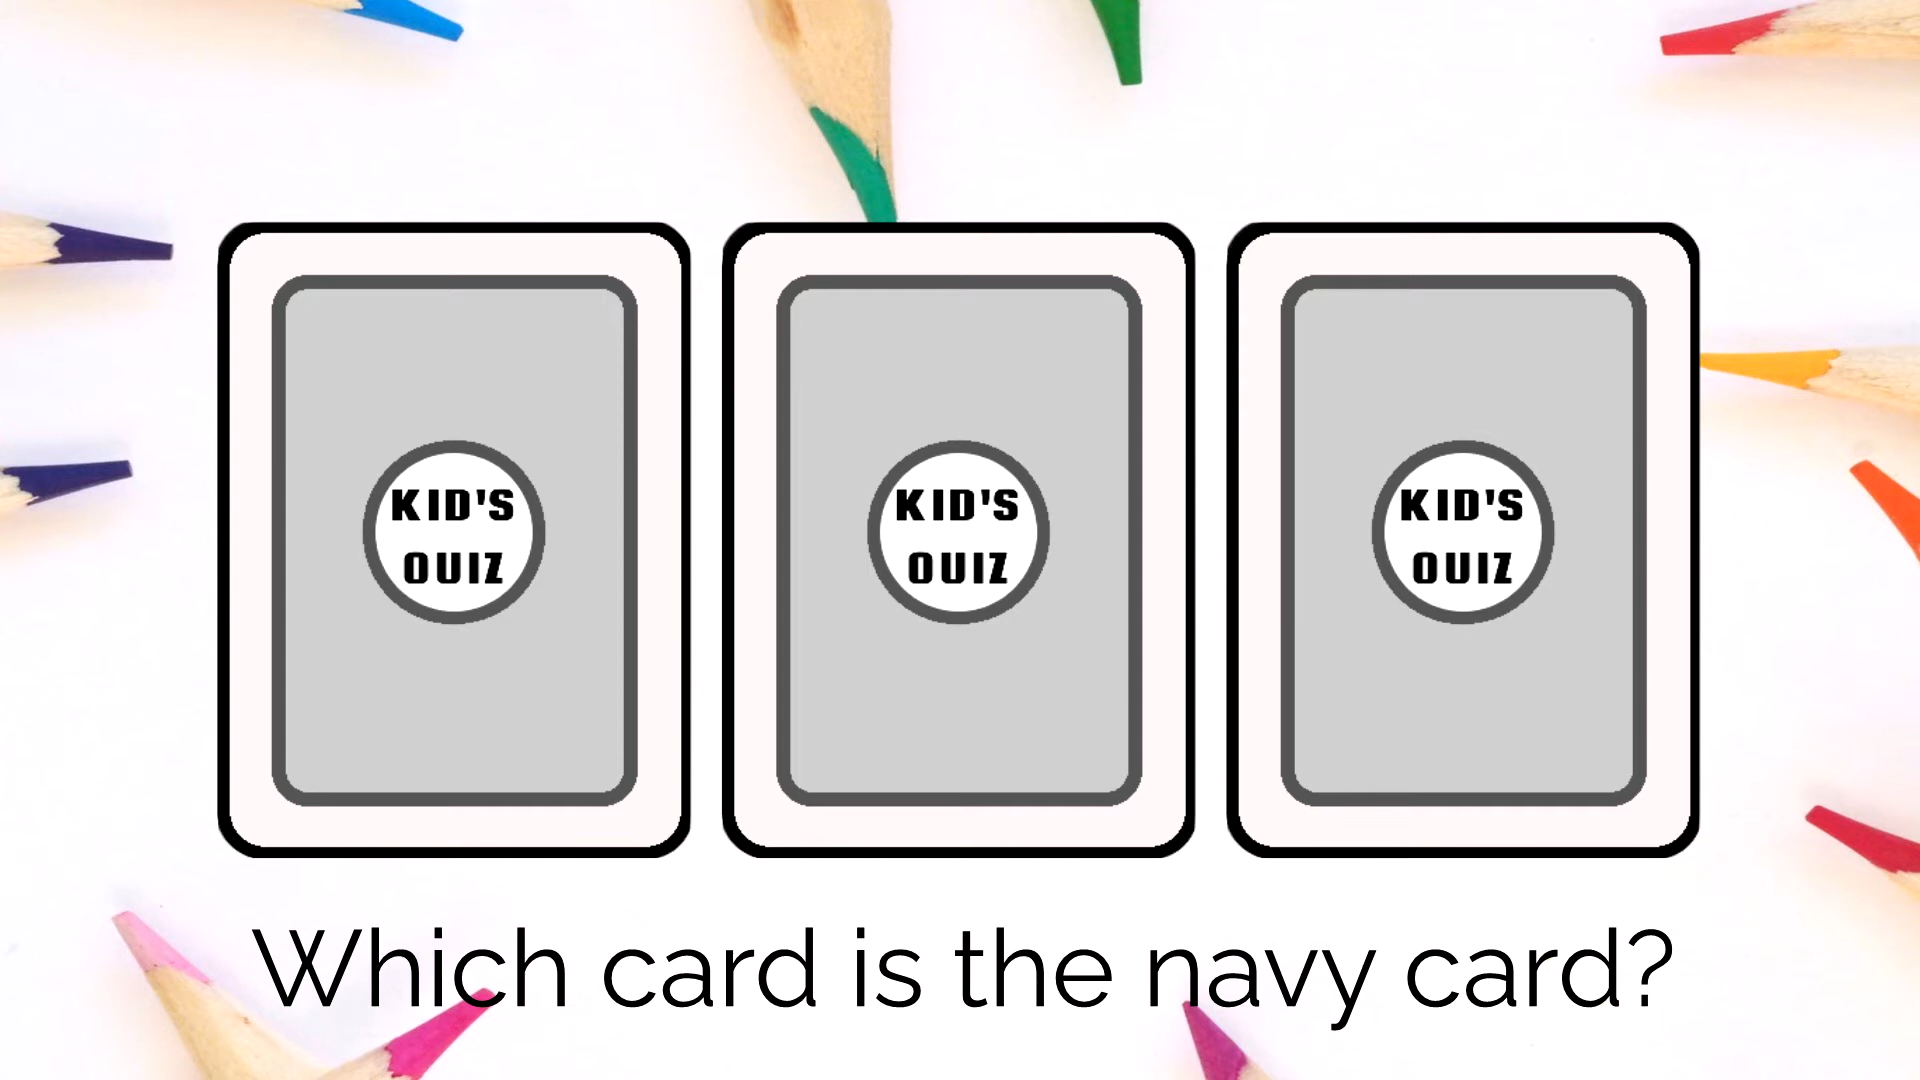 KID'S
QUIZ
KID'S
QUIZ
KID'S
QUIZ
Which card is the navy card?